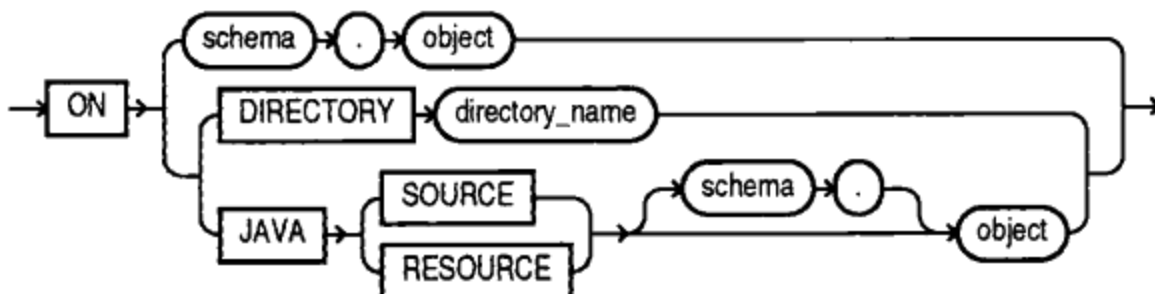 schema . object
ON
DIRECTORY directory_name
schema .
SOURCE
JAVA
object
RESOURCE